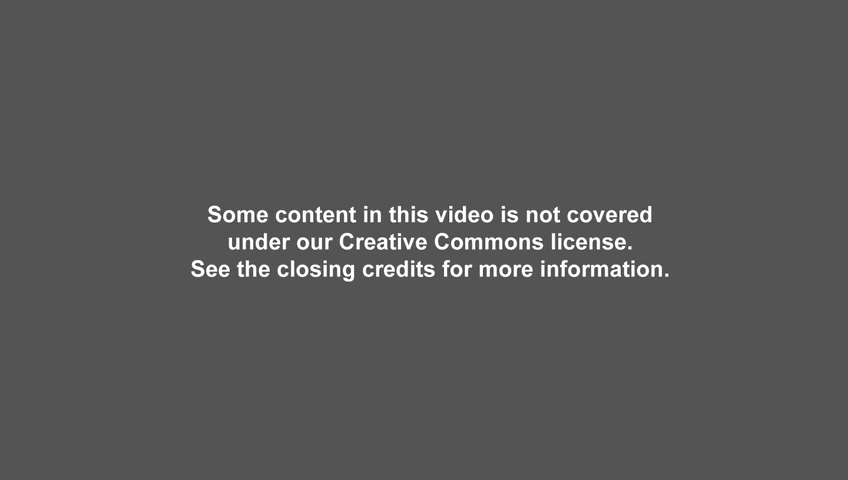 Some content in this video is not covered
under our Creative Commons license.
See the closing credits for more information.